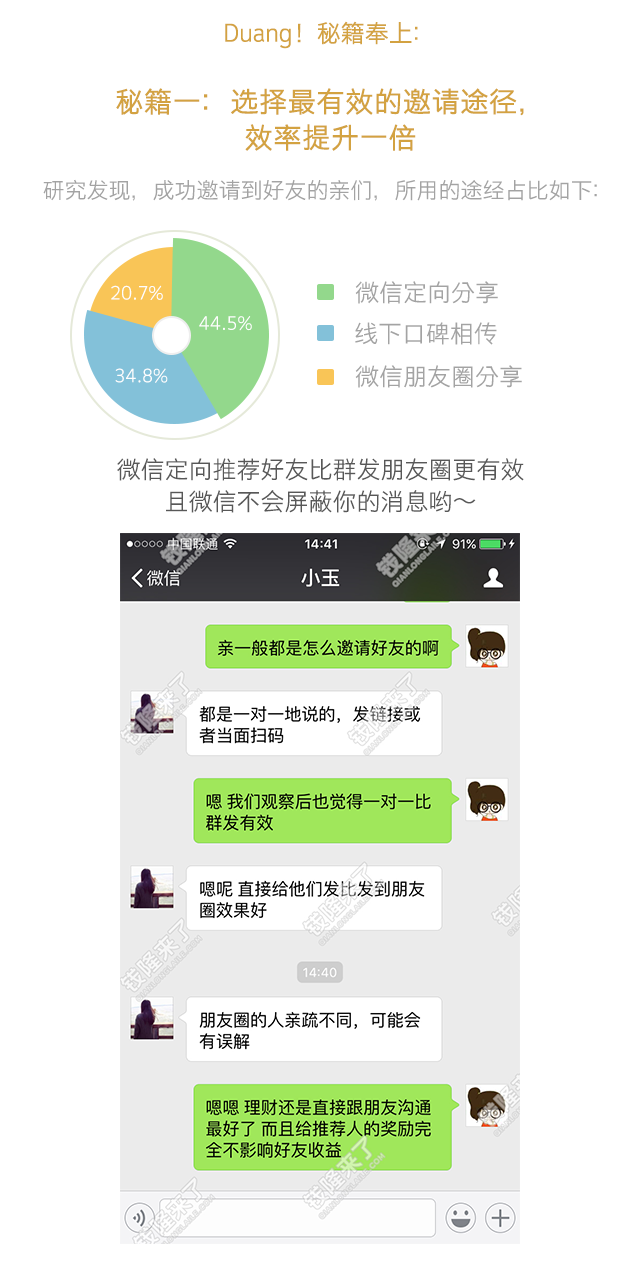 Duang！秘籍奉上：
秘籍一：选择最有效的邀请途径，
效率提升一倍
研究发现，成功邀请到好友的亲们，所用的途经占比如下：
20.7%
44.5%
34.8%
微信定向分享
线下口碑相传
微信朋友圈分享
微信定向推荐好友比群发朋友圈更有效
且微信不会屏蔽你的消息哟～
中国联通
14:41
91%
微信
小玉
钱隆来了
QIANLONGLAILE.COM
亲一般都是怎么邀请好友的啊
都是一对一地说的，发链接或
者当面扫码
嗯 我们观察后也觉得一对一比
群发有效
嗯呢 直接给他们发比发到朋友
圈效果好
14:40
朋友圈的人亲疏不同，可能会
有误解
嗯嗯 理财还是直接跟朋友沟通
最好了 而且给推荐人的奖励完
全不影响好友收益